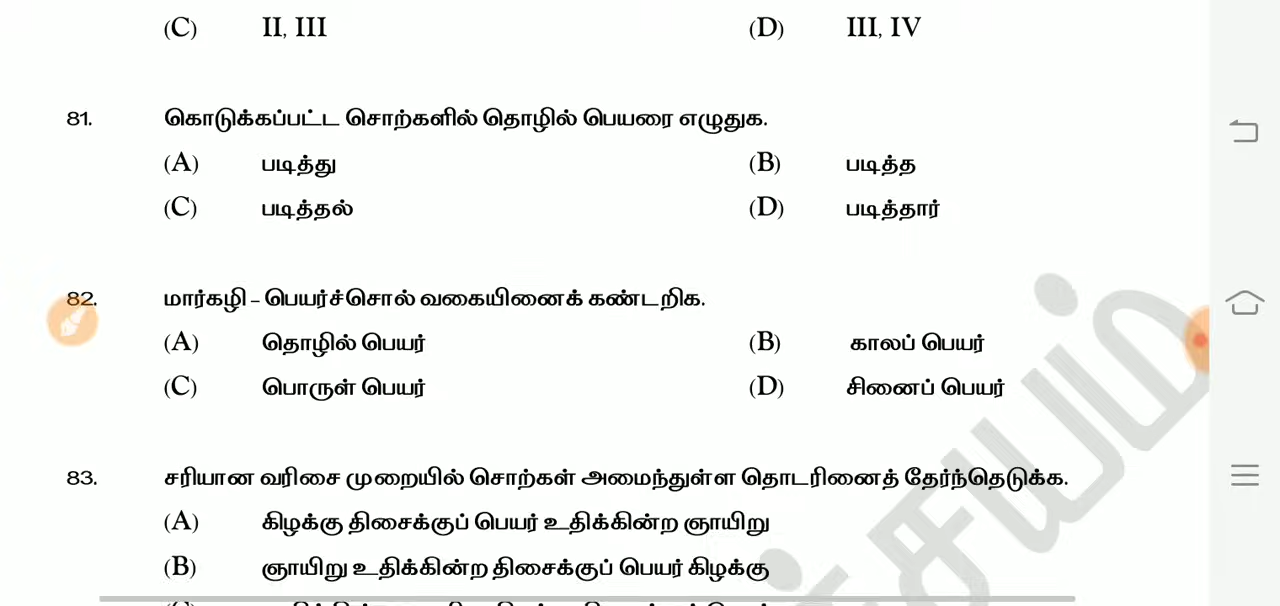 (C) II, III (D) III, IV
81. கொடுக்கப்பட்ட சொற்களில் தொழில் பெயரை எழுதுக.
(A) படித்து (B) படித்த
(C) படித்தல் (D) படித்தார்
82. மார்கழி – பெயர்ச்சொல் வகையினைக் கண்டறிக.
(A) தொழில் பெயர் (B) காலப் பெயர்
(C) பொருள் பெயர் (D) சினைப் பெயர்
83. சரியான வரிசை முறையில் சொற்கள் அமைந்துள்ள தொடரினைத் தேர்ந்தெடுக்க.
(A) கிழக்கு திசைக்குப் பெயர் உதிக்கின்ற ஞாயிறு
(B) ஞாயிறு உதிக்கின்ற திசைக்குப் பெயர் கிழக்கு